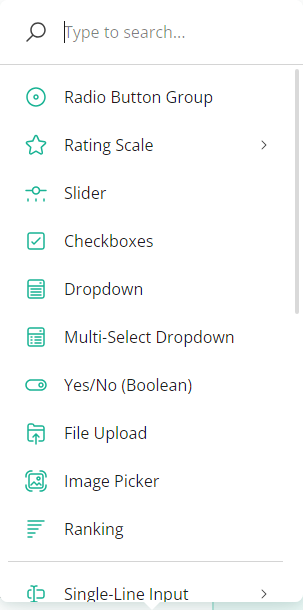 Type to search...
Radio Button Group
Rating Scale
Slider
Checkboxes
Dropdown
Multi-Select Dropdown
Yes/No (Boolean)
File Upload
Image Picker
Ranking
Single-Line Input